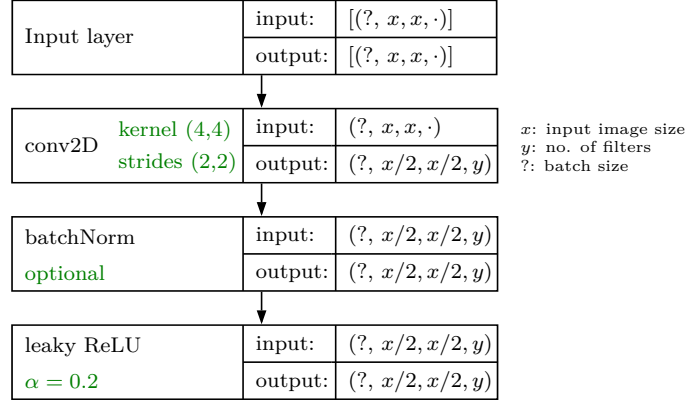 Input layer
input: [(?, x, x, ·)]
output: [(?, x, x, ·)]
conv2D kernel (4,4)
strides (2,2)
input: (?, x, x, ·)
output: (?, x/2, x/2, y)
x: input image size
y: no. of filters
?: batch size
batchNorm
optional
input: (?, x/2, x/2, y)
output: (?, x/2, x/2, y)
leaky ReLU
α = 0.2
input: (?, x/2, x/2, y)
output: (?, x/2, x/2, y)